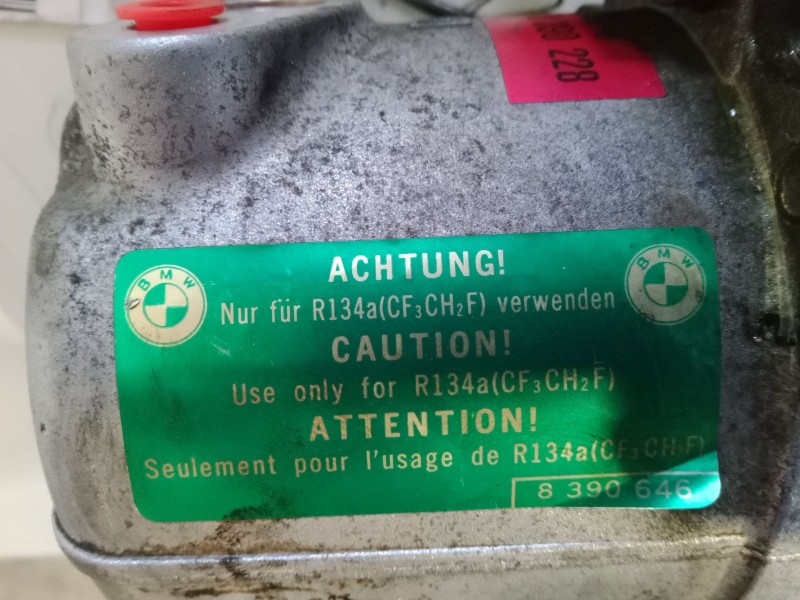 228
BMW
BMW
ACHTUNG!
Nur für R134a(CF₃CH₂F) verwenden
CAUTION!
Use only for R134a(CF₃CH₂F)
ATTENTION!
Seulement pour l'usage de R134a(CF₃CH₂F)
8 390 646